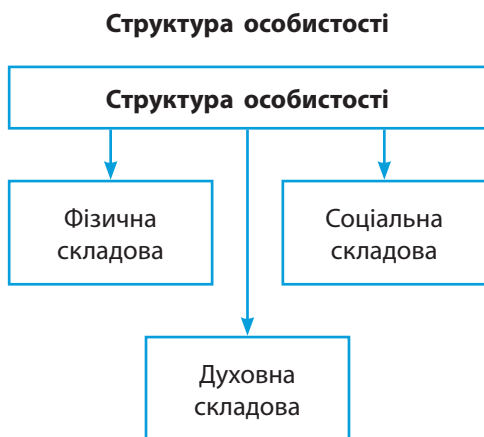 Структура особистості
Структура особистості
Фізична
складова
Соціальна
складова
Духовна
складова